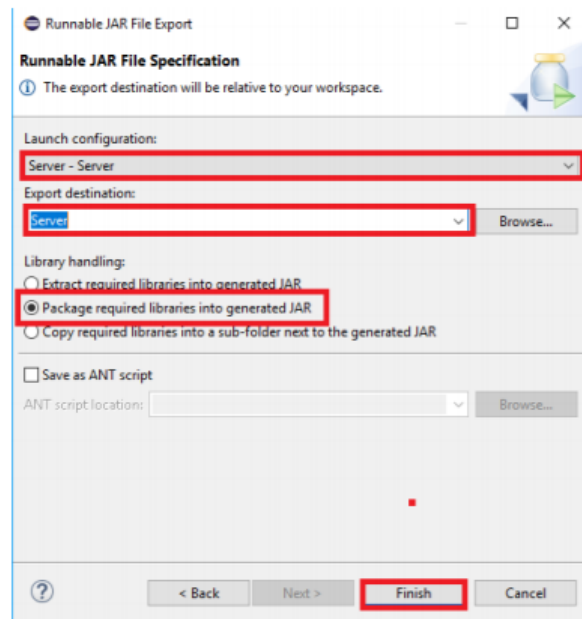 Runnable JAR File Export
Runnable JAR File Specification
The export destination will be relative to your workspace.
Launch configuration:
Server - Server
Export destination:
Server
Browse...
Library handling:
Extract required libraries into generated JAR
Package required libraries into generated JAR
Copy required libraries into a sub-folder next to the generated JAR
Save as ANT script
ANT script location:
Browse...
?
< Back
Next >
Finish
Cancel